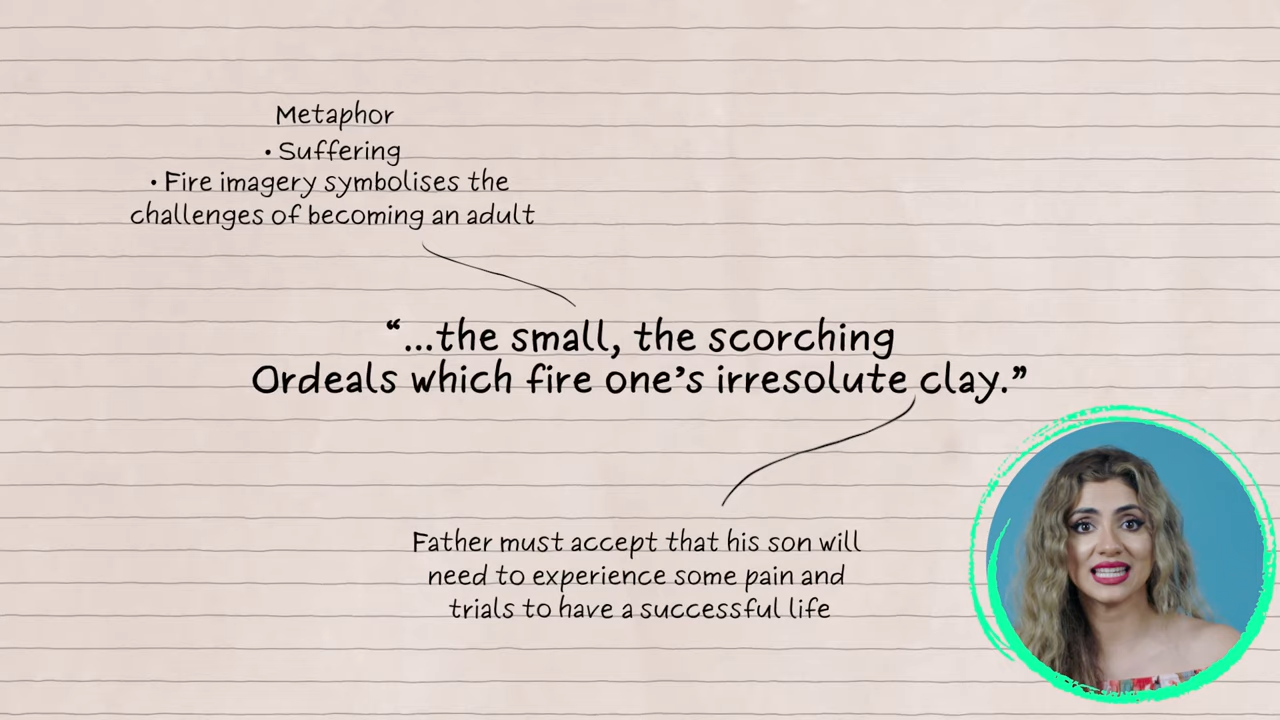 Metaphor
• Suffering
• Fire imagery symbolises the
challenges of becoming an adult
“...the small, the scorching
Ordeals which fire one’s irresolute clay.”
Father must accept that his son will
need to experience some pain and
trials to have a successful life